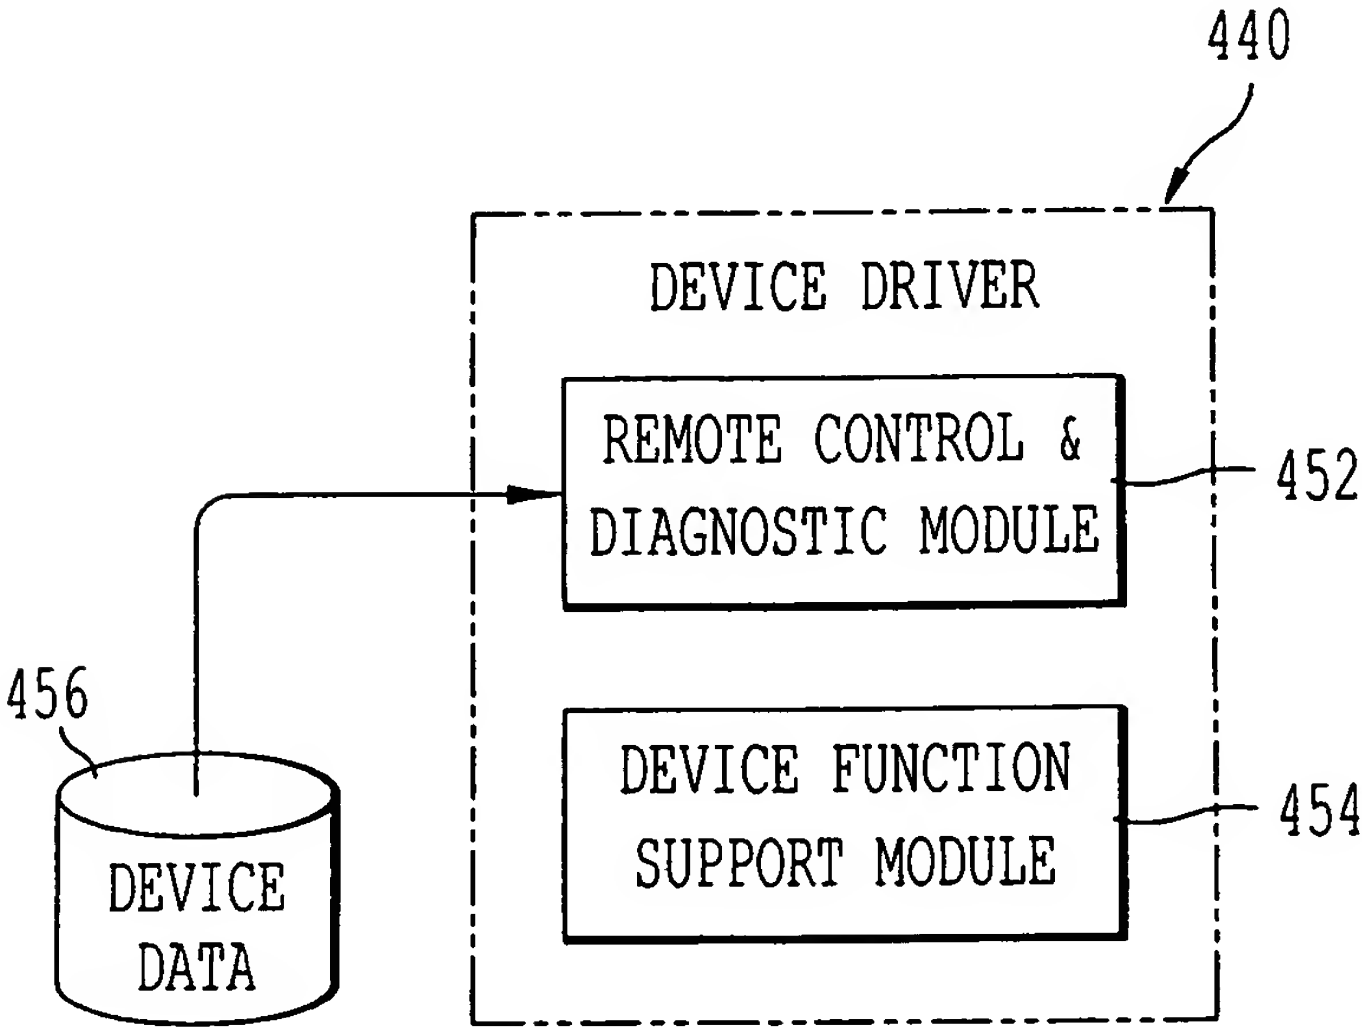 440
DEVICE DRIVER
REMOTE CONTROL &
DIAGNOSTIC MODULE
452
456
DEVICE FUNCTION
SUPPORT MODULE
454
DEVICE
DATA